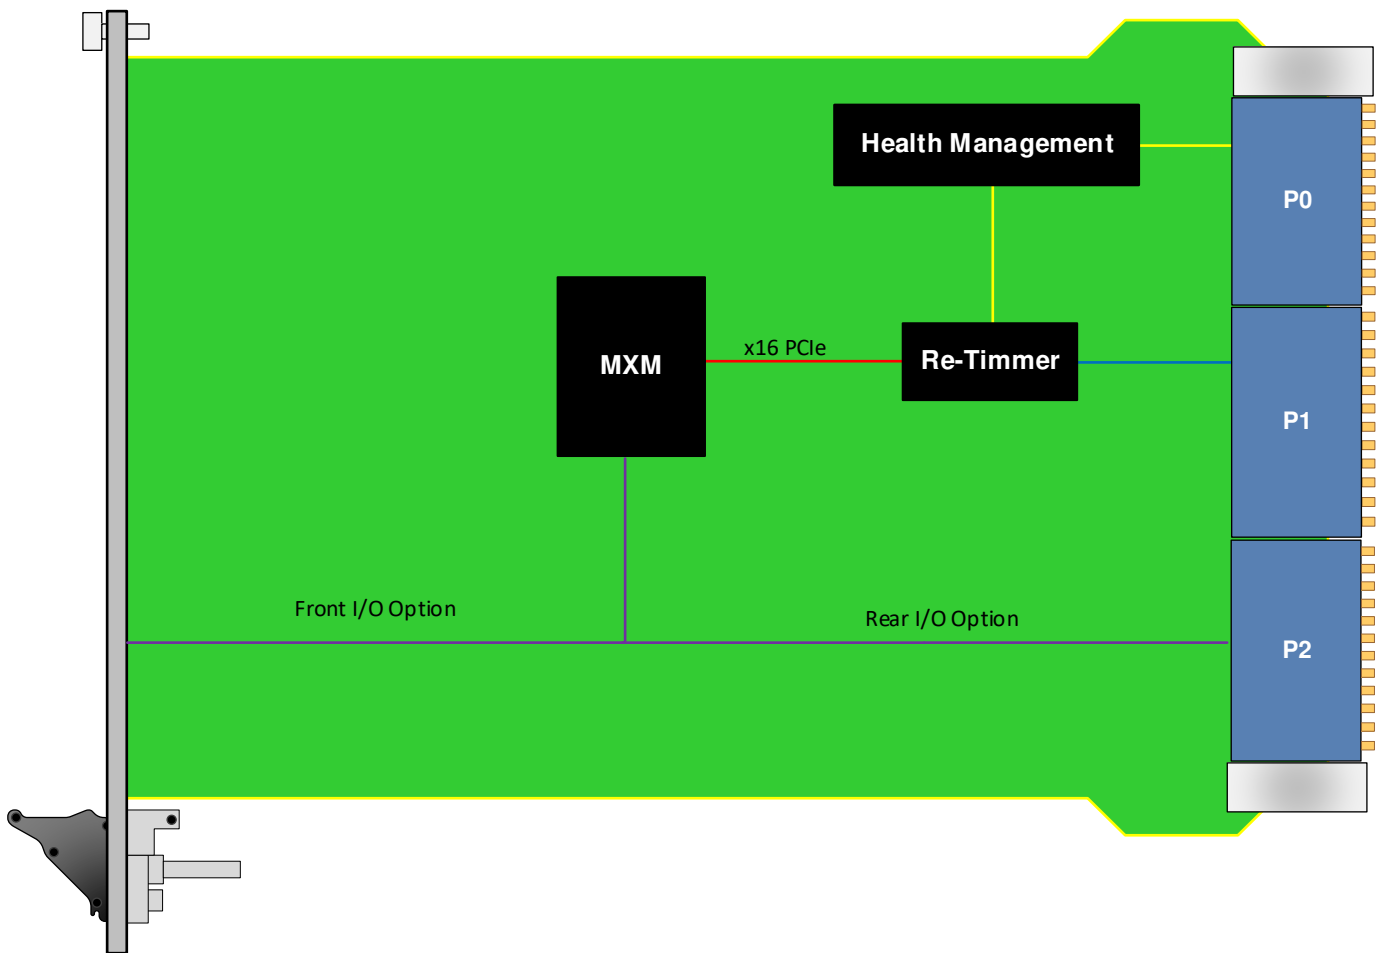 Health Management
P0
x16 PCIe
MXM
Re-Timmer
P1
Front I/O Option
Rear I/O Option
P2